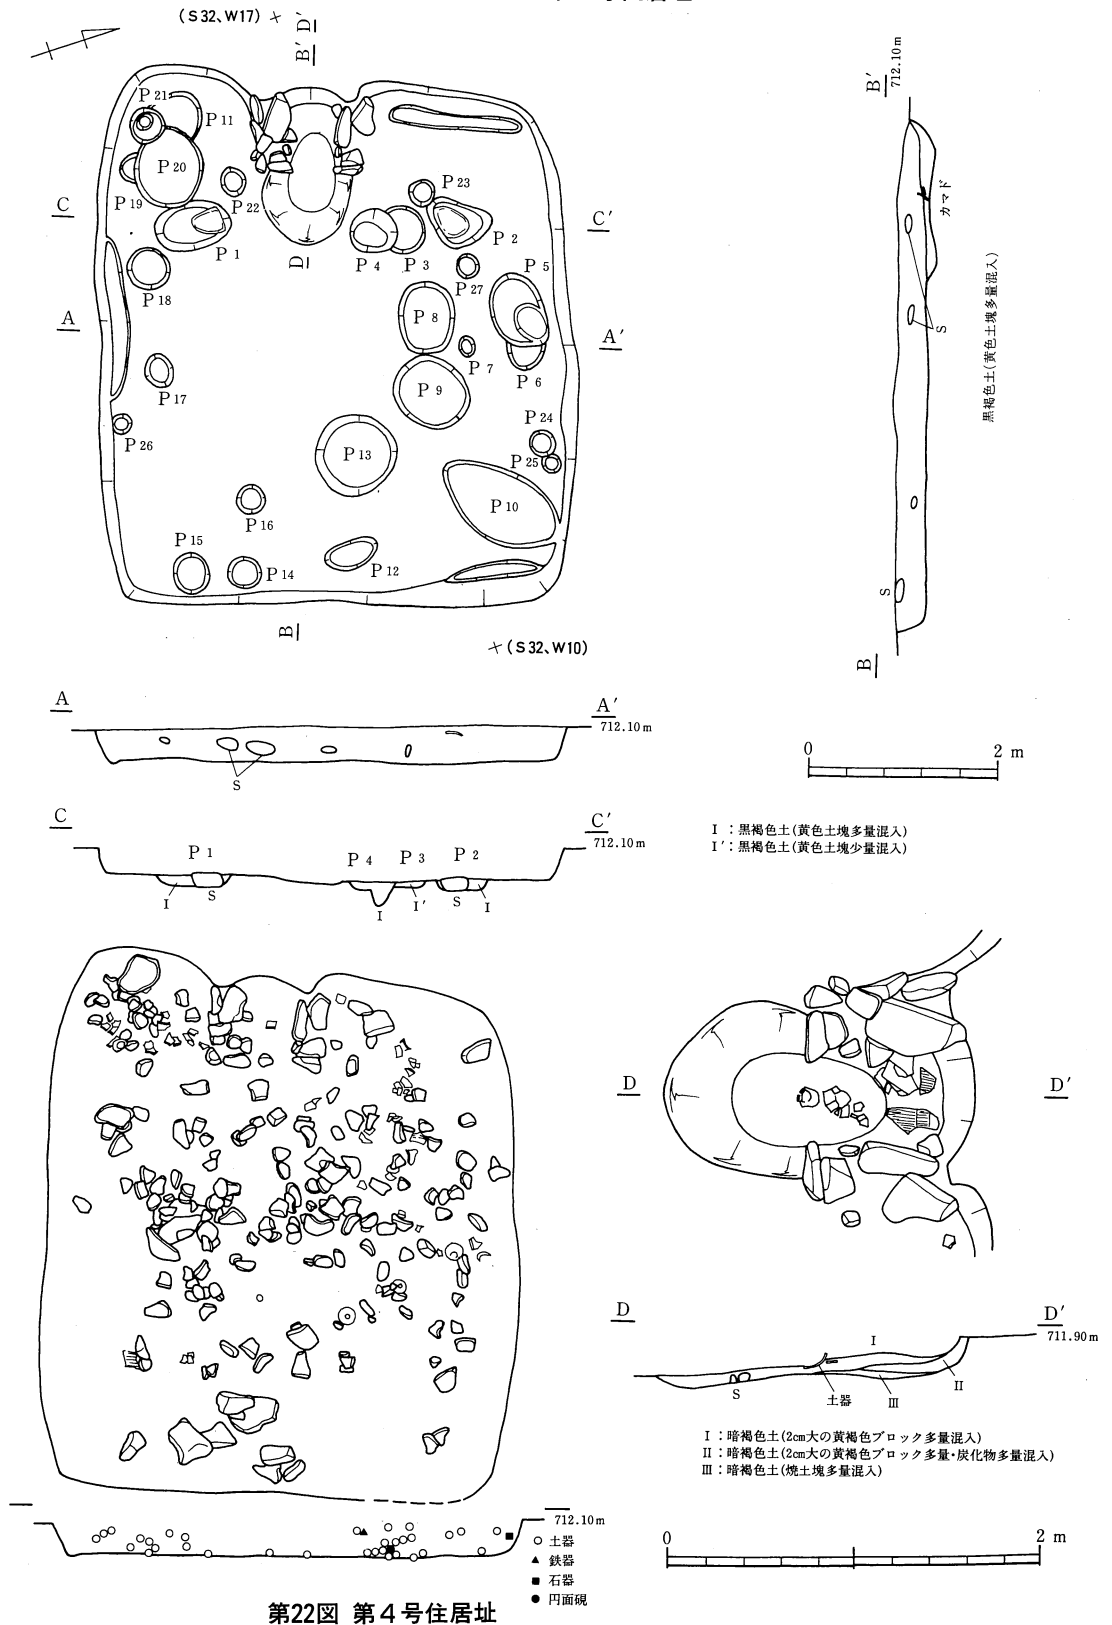 (S32、W17)
B'
D'
P21
P11
P20
P19
P22
P1
P18
P17
P26
P23
P2
P4
P3
P27
P5
P8
P7
P6
P9
P24
P25
P13
P10
P16
P15
P14
P12
C
C'
A
A'
D
B
(S32、W10)
B'
712.10m
カマド
S
黒褐色土(黄色土塊多量混入)
S
B
A
A'
712.10m
S
0 2 m
C
C'
712.10m
P1 P4 P3 P2
I S I I' S I
I :黒褐色土(黄色土塊多量混入)
I':黒褐色土(黄色土塊少量混入)
D
D'
D
D'
711.90m
I
S
土器
III
II
I :暗褐色土(2cm大の黄褐色ブロック多量混入)
II :暗褐色土(2cm大の黄褐色ブロック多量・炭化物多量混入)
III :暗褐色土(焼土塊多量混入)
712.10m
○ 土器
▲ 鉄器
■ 石器
● 円面硯
0 2 m
第22図 第4号住居址